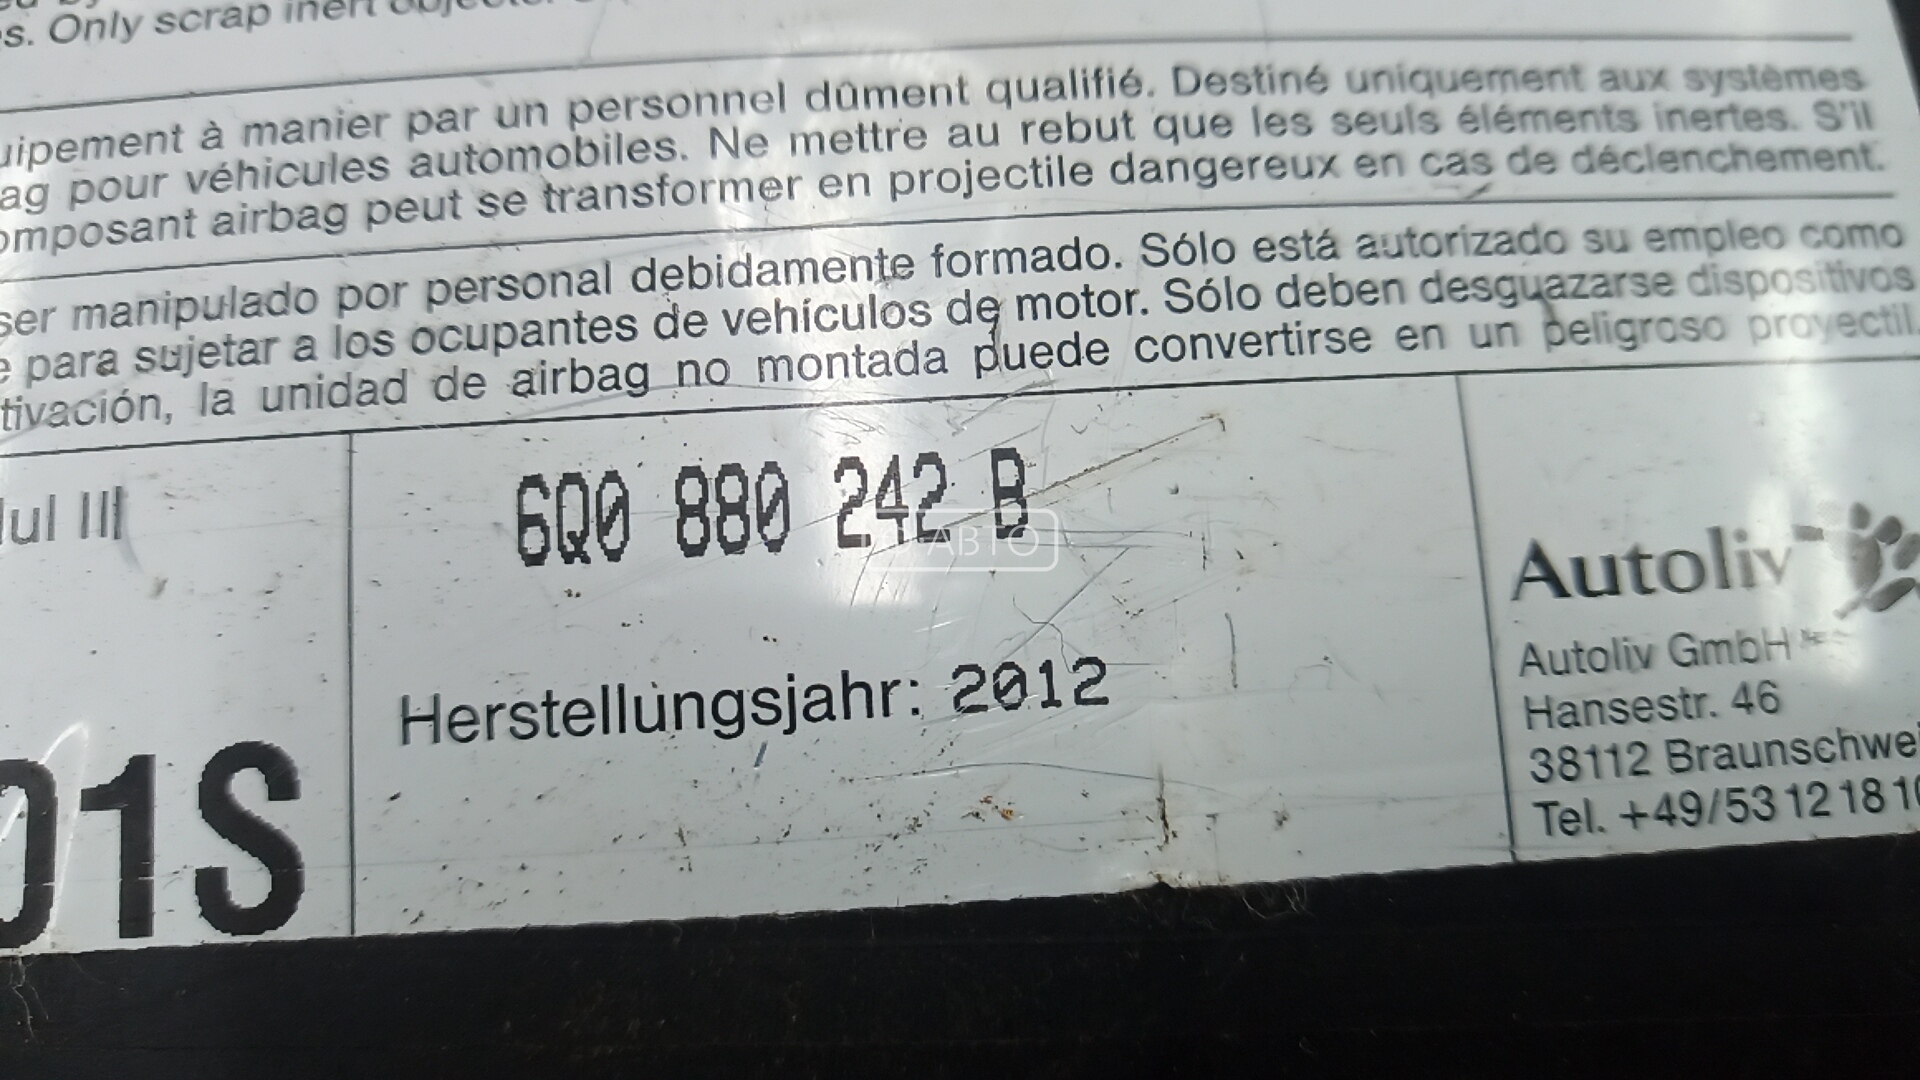 s. Only scrap inert
uipement à manier par un personnel dûment qualifié. Destiné uniquement aux systèmes
ag pour véhicules automobiles. Ne mettre au rebut que les seuls éléments inertes. S'il
omposant airbag peut se transformer en projectile dangereux en cas de déclenchement.
ser manipulado por personal debidamente formado. Sólo está autorizado su empleo como
e para sujetar a los ocupantes de vehículos de motor. Sólo deben desguazarse dispositivos
tivación, la unidad de airbag no montada puede convertirse en un peligroso proyectil.
dul III
6Q0 880 242 B
АВТО
Herstellungsjahr: 2012
01S
Autoliv
Autoliv GmbH
Hansestr. 46
38112 Braunschwei
Tel. +49/53 12 18 10